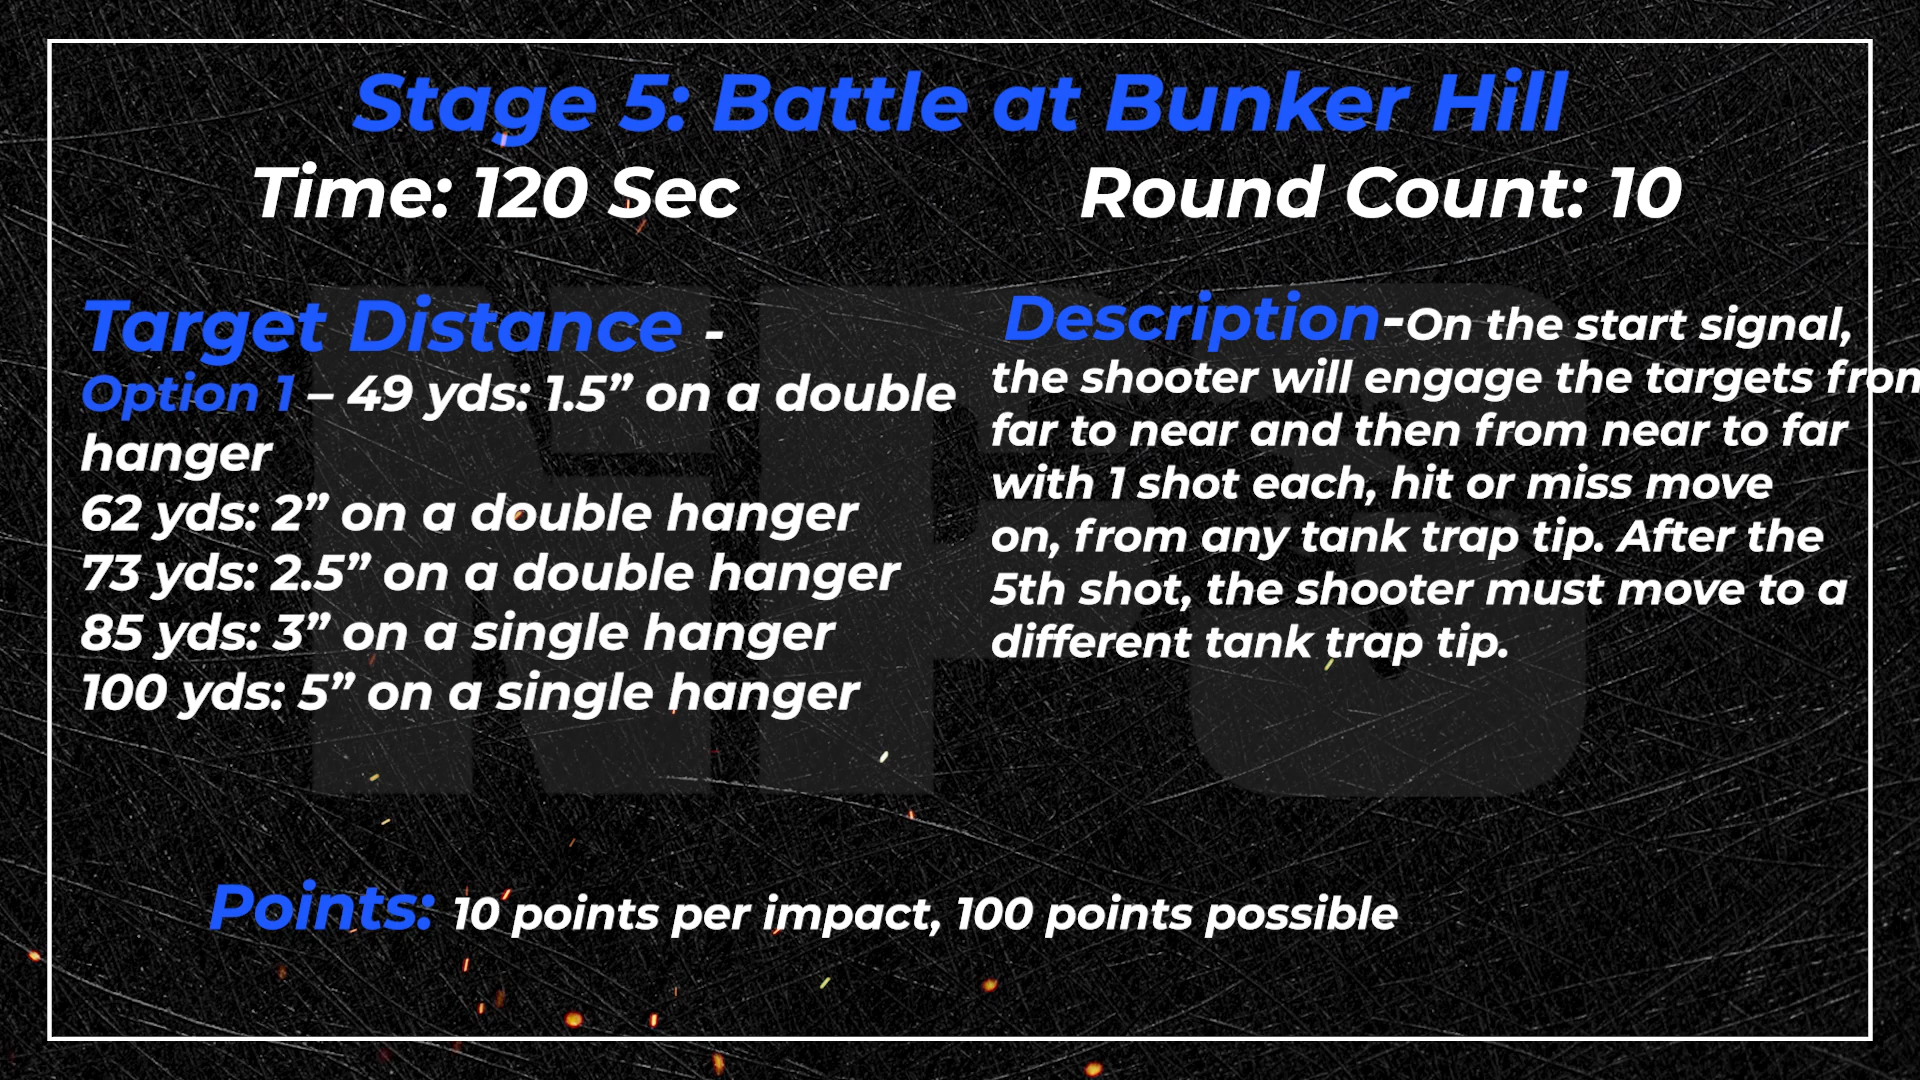 Stage 5: Battle at Bunker Hill
Time: 120 Sec
Round Count: 10
Target Distance -
Option 1 – 49 yds: 1.5” on a double
hanger
62 yds: 2” on a double hanger
73 yds: 2.5” on a double hanger
85 yds: 3” on a single hanger
100 yds: 5” on a single hanger
Description-On the start signal,
the shooter will engage the targets from
far to near and then from near to far
with 1 shot each, hit or miss move
on, from any tank trap tip. After the
5th shot, the shooter must move to a
different tank trap tip.
Points: 10 points per impact, 100 points possible